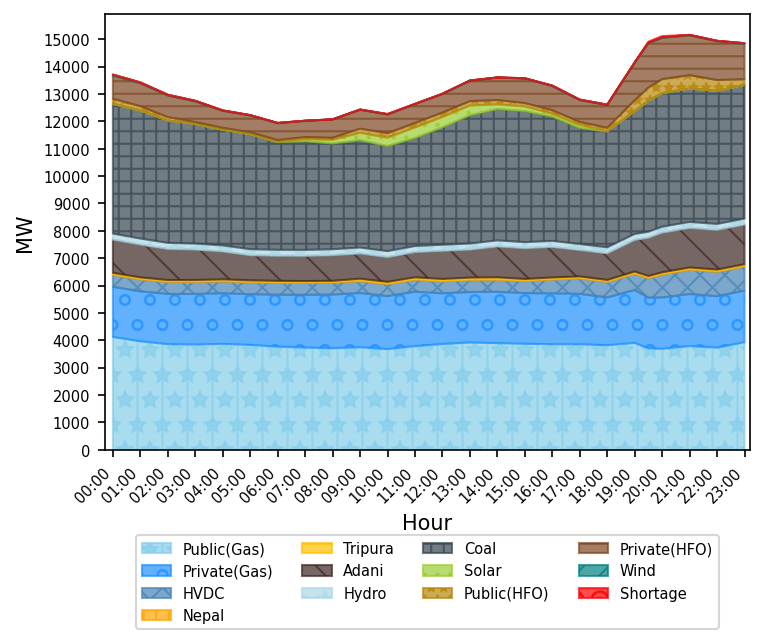 15000
14000
13000
12000
11000
10000
9000
8000
7000
6000
5000
4000
3000
2000
1000
0
MW
00:00 01:00 02:00 03:00 04:00 05:00 06:00 07:00 08:00 09:00 10:00 11:00 12:00 13:00 14:00 15:00 16:00 17:00 18:00 19:00 20:00 21:00 22:00 23:00
Hour
Public(Gas) Tripura Coal Private(HFO)
Private(Gas) Adani Solar Wind
HVDC Hydro Public(HFO) Shortage
Nepal